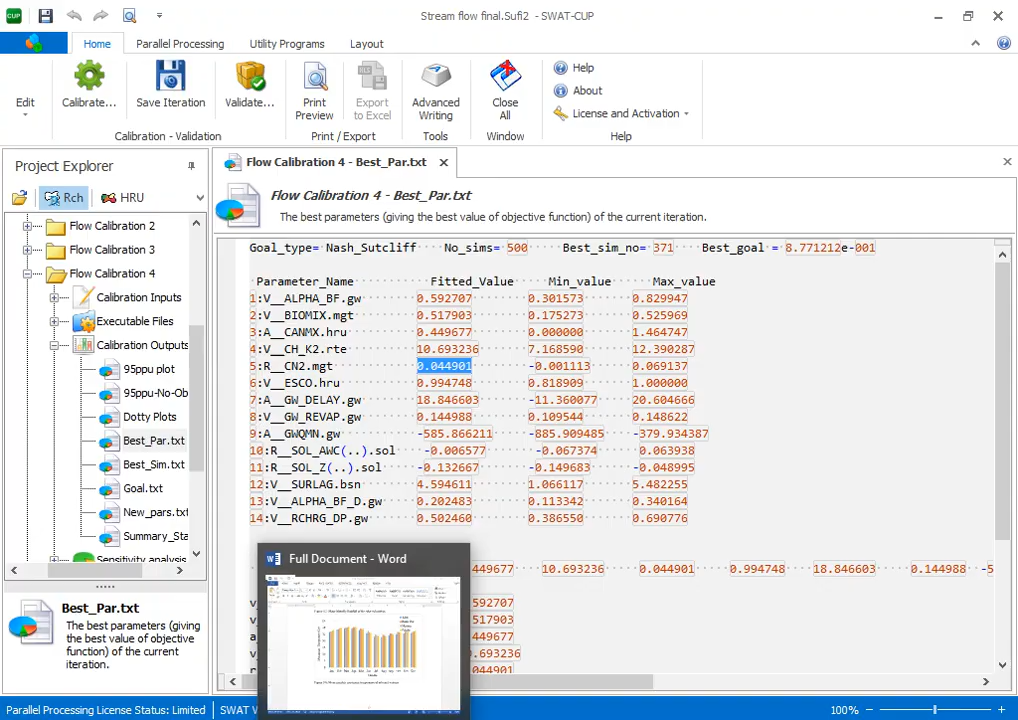 CUP
Stream flow final.Sufi2 - SWAT-CUP
Home Parallel Processing Utility Programs Layout
Edit
Calibrate...
Save Iteration
Validate...
Print Preview
Export to Excel
Advanced Writing
Close All
Help
About
License and Activation
Calibration - Validation Print / Export Tools Window Help
Project Explorer
Rch HRU
Flow Calibration 2
Flow Calibration 3
Flow Calibration 4
Calibration Inputs
Executable Files
Calibration Outputs
95ppu plot
95ppu-No-Ob
Dotty Plots
Best_Par.txt
Best_Sim.txt
Goal.txt
New_pars.txt
Summary_Sta
Sensitivity analysis
Best_Par.txt
The best parameters (giving
the best value of objective
function) of the current
iteration.
Flow Calibration 4 - Best_Par.txt
Flow Calibration 4 - Best_Par.txt
The best parameters (giving the best value of objective function) of the current iteration.
Goal_type= Nash_Sutcliff No_sims= 500 Best_sim_no= 371 Best_goal = 8.771212e-001
Parameter_Name Fitted_Value Min_value Max_value
1:V__ALPHA_BF.gw 0.592707 0.301573 0.829947
2:V__BIOMIX.mgt 0.517903 0.175273 0.525969
3:A__CANMX.hru 0.449677 0.000000 1.464747
4:V__CH_K2.rte 10.693236 7.168590 12.390287
5:R__CN2.mgt 0.044901 -0.001113 0.069137
6:V__ESCO.hru 0.994748 0.818909 1.000000
7:A__GW_DELAY.gw 18.846603 -11.360077 20.604666
8:V__GW_REVAP.gw 0.144988 0.109544 0.148622
9:A__GWQMN.gw -585.866211 -885.909485 -379.934387
10:R__SOL_AWC(..).sol -0.006577 -0.067374 0.063938
11:R__SOL_Z(..).sol -0.132667 -0.149683 -0.048995
12:V__SURLAG.bsn 4.594611 1.066117 5.482255
13:V__ALPHA_BF_D.gw 0.202483 0.113342 0.340164
14:V__RCHRG_DP.gw 0.502460 0.386550 0.690776
449677 10.693236 0.044901 0.994748 18.846603 0.144988 -5
592707
517903
449677
0.693236
044901
Full Document - Word
Parallel Processing License Status: Limited SWAT W
100%